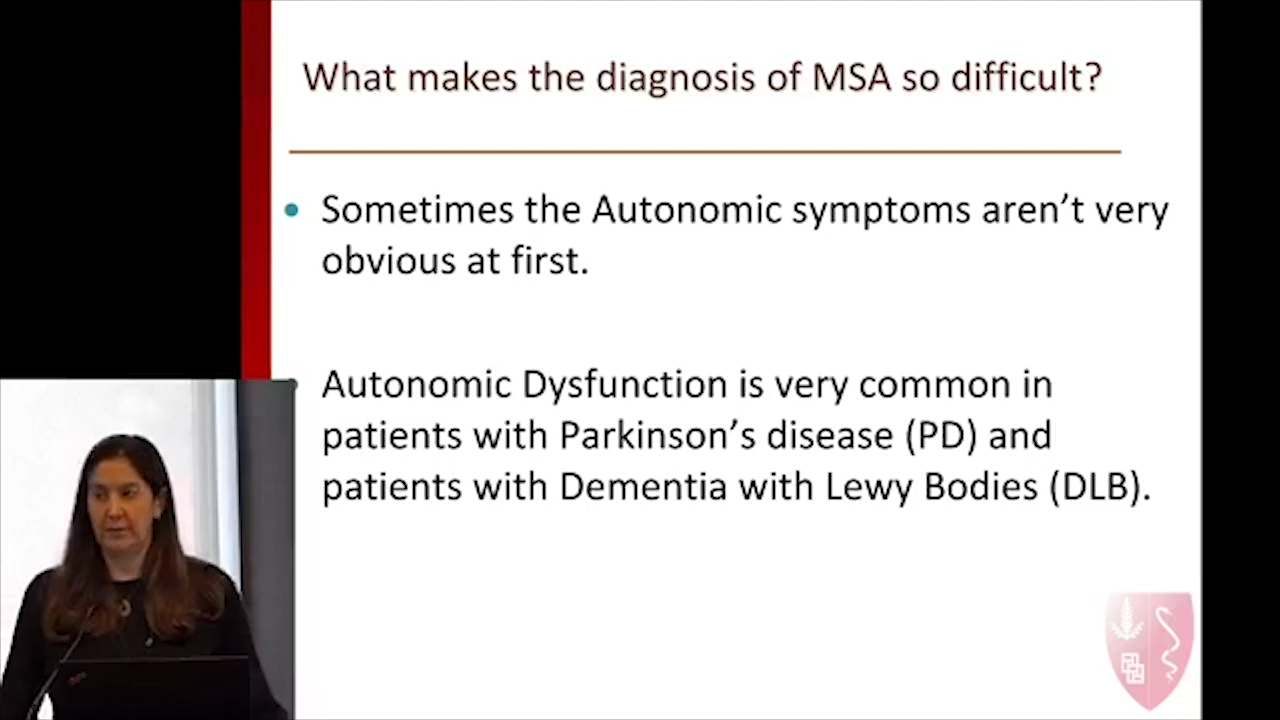 What makes the diagnosis of MSA so difficult?
Sometimes the Autonomic symptoms aren’t very
obvious at first.
Autonomic Dysfunction is very common in
patients with Parkinson’s disease (PD) and
patients with Dementia with Lewy Bodies (DLB).